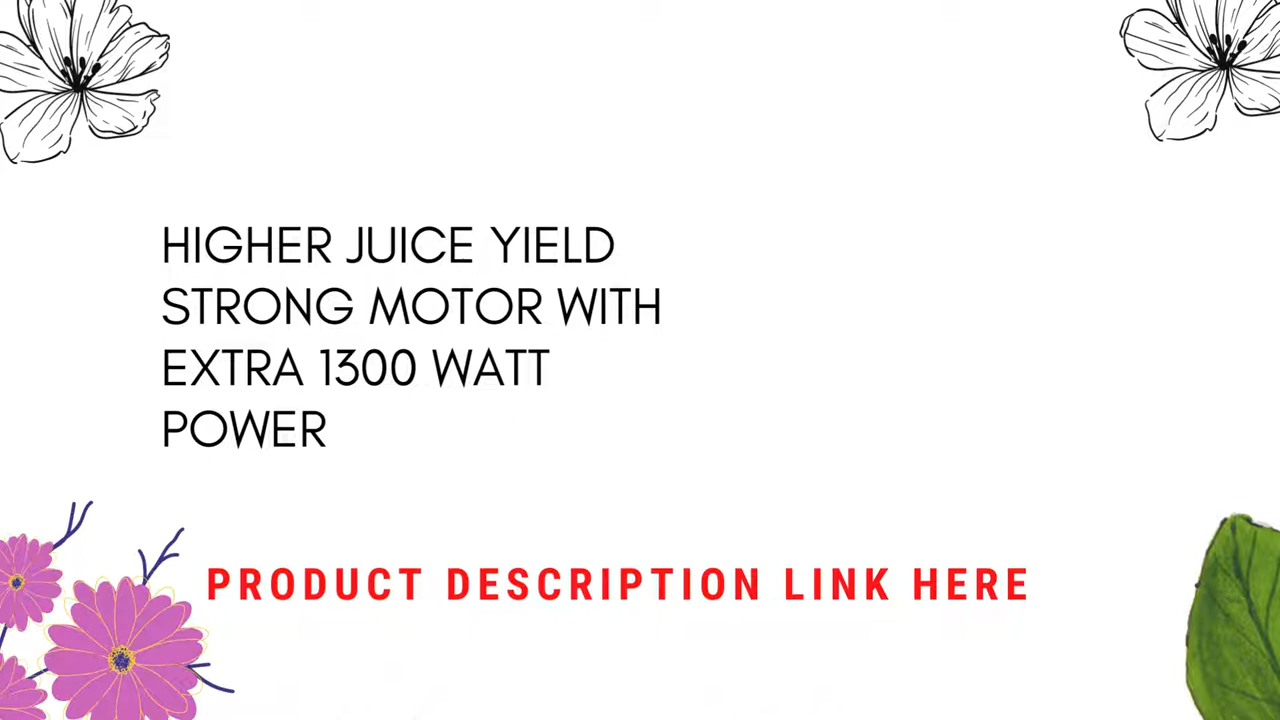 HIGHER JUICE YIELD
STRONG MOTOR WITH
EXTRA 1300 WATT
POWER
PRODUCT DESCRIPTION LINK HERE